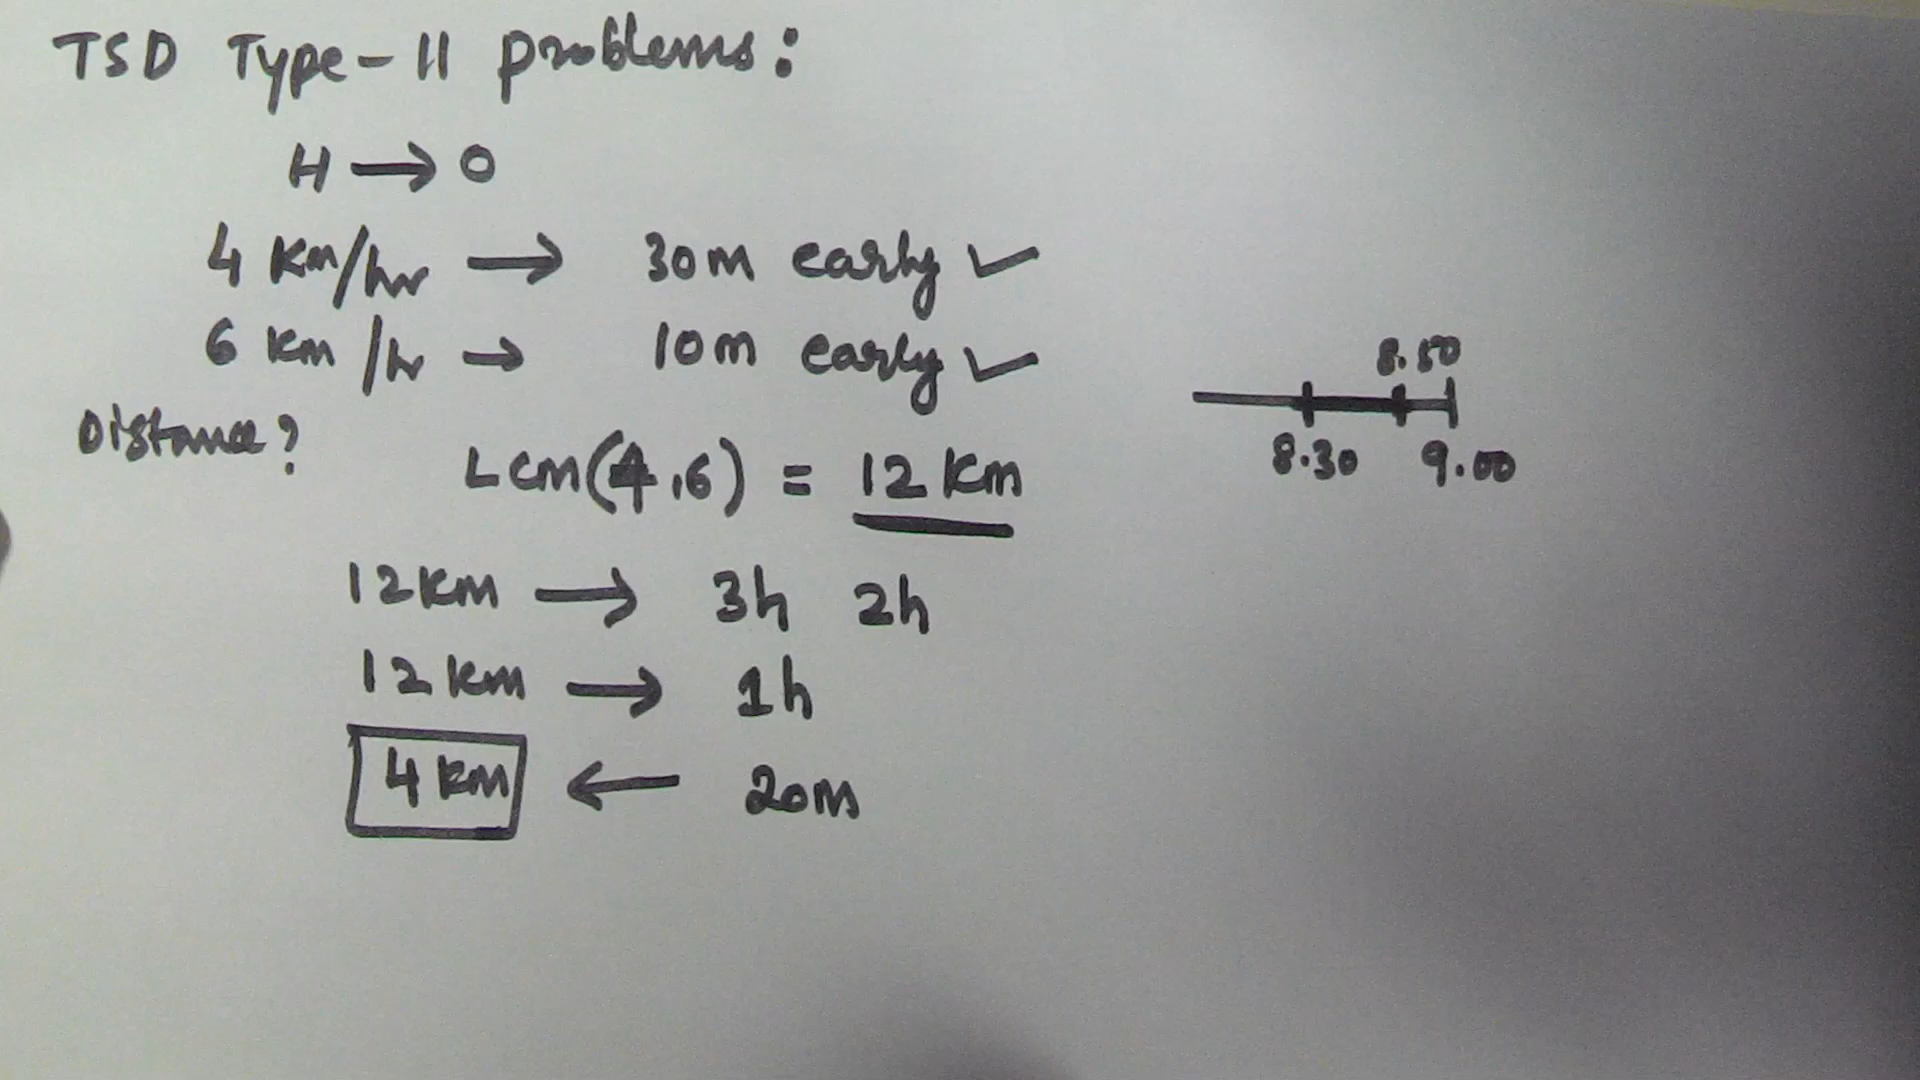 TSD Type-II problems:
H → O
4 Km/hr → 30m early ✓
6 Km/hr → 10m early ✓
Distance?
8.50
8.30 9.00
Lcm(4,6) = 12 Km
12 Km → 3h 2h
12 Km → 1h
4 Km ← 20m